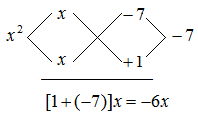 x −7
x² −7
x +1
[1+(−7)]x=−6x